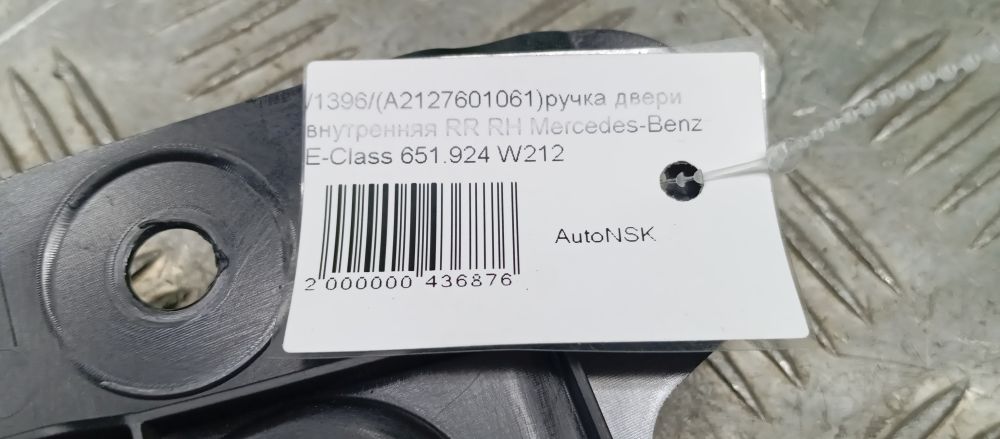 /1396/(A2127601061)ручка двери
внутренняя RR RH Mercedes-Benz
E-Class 651.924 W212
AutoNSK
2 000000 436876